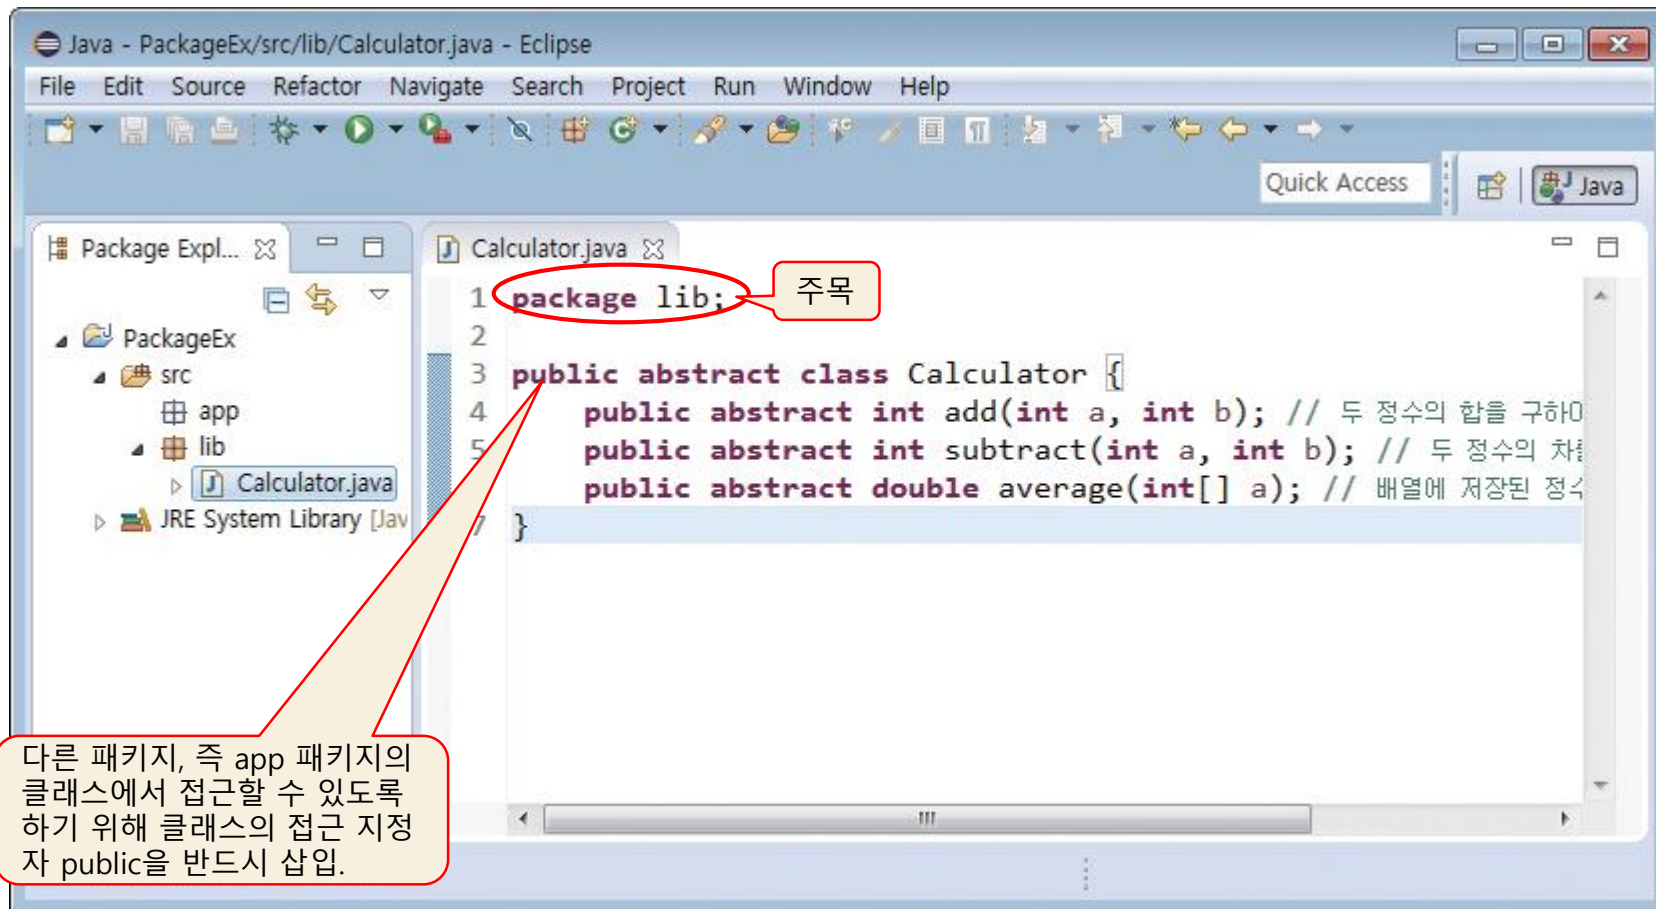 Java - PackageEx/src/lib/Calculator.java - Eclipse
File Edit Source Refactor Navigate Search Project Run Window Help
Quick Access
Java
Package Expl...
Calculator.java
PackageEx
src
app
lib
Calculator.java
JRE System Library [Jav
1 package lib;
주목
2
3 public abstract class Calculator {
4 public abstract int add(int a, int b); // 두 정수의 합을
5 public abstract int subtract(int a, int b); // 두 정수의
public abstract double average(int[] a); // 배열에 저장된
7 }
다른 패키지, 즉 app 패키지의
클래스에서 접근할 수 있도록
하기 위해 클래스의 접근 지정
자 public을 반드시 삽입.